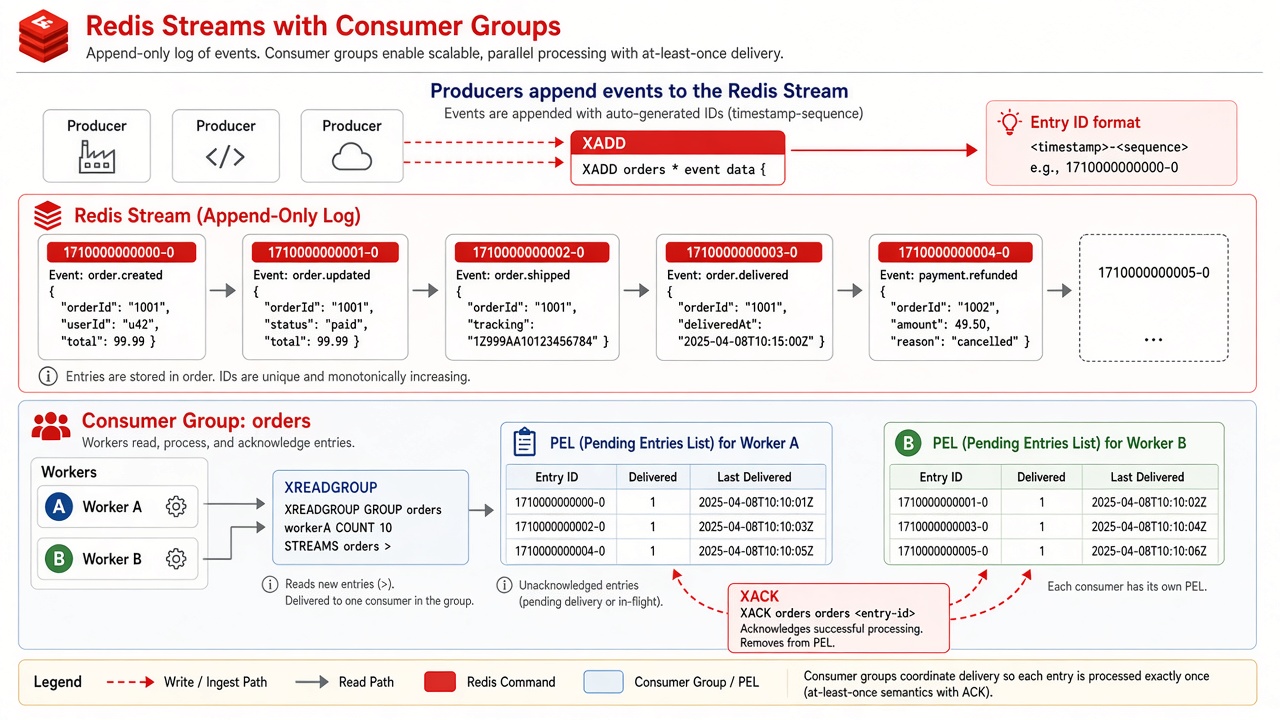 Redis Streams with Consumer Groups
Append-only log of events. Consumer groups enable scalable, parallel processing with at-least-once delivery.
Producers append events to the Redis Stream
Events are appended with auto-generated IDs (timestamp-sequence)
Producer
Producer
</>
Producer
XADD
XADD orders * event data {
Entry ID format
<timestamp>-<sequence>
e.g., 1710000000000-0
Redis Stream (Append-Only Log)
1710000000000-0
Event: order.created
{
"orderId": "1001",
"userId": "u42",
"total": 99.99 }
1710000000001-0
Event: order.updated
{
"orderId": "1001",
"status": "paid",
"total": 99.99 }
1710000000002-0
Event: order.shipped
{
"orderId": "1001",
"tracking":
"1Z999AA10123456784" }
1710000000003-0
Event: order.delivered
{
"orderId": "1001",
"deliveredAt":
"2025-04-08T10:15:00Z" }
1710000000004-0
Event: payment.refunded
{
"orderId": "1002",
"amount": 49.50,
"reason": "cancelled" }
1710000000005-0
...
Entries are stored in order. IDs are unique and monotonically increasing.
Consumer Group: orders
Workers read, process, and acknowledge entries.
Workers
A Worker A
B Worker B
XREADGROUP
XREADGROUP GROUP orders
workerA COUNT 10
STREAMS orders >
Reads new entries (>).
Delivered to one consumer in the group.
PEL (Pending Entries List) for Worker A
Entry ID Delivered Last Delivered
1710000000000-0 1 2025-04-08T10:10:01Z
1710000000002-0 1 2025-04-08T10:10:03Z
1710000000004-0 1 2025-04-08T10:10:05Z
Unacknowledged entries
(pending delivery or in-flight).
B PEL (Pending Entries List) for Worker B
Entry ID Delivered Last Delivered
1710000000001-0 1 2025-04-08T10:10:02Z
1710000000003-0 1 2025-04-08T10:10:04Z
1710000000005-0 1 2025-04-08T10:10:06Z
Each consumer has its own PEL.
XACK
XACK orders orders <entry-id>
Acknowledges successful processing.
Removes from PEL.
Legend
Write / Ingest Path
Read Path
Redis Command
Consumer Group / PEL
Consumer groups coordinate delivery so each entry is processed exactly once
(at-least-once semantics with ACK).